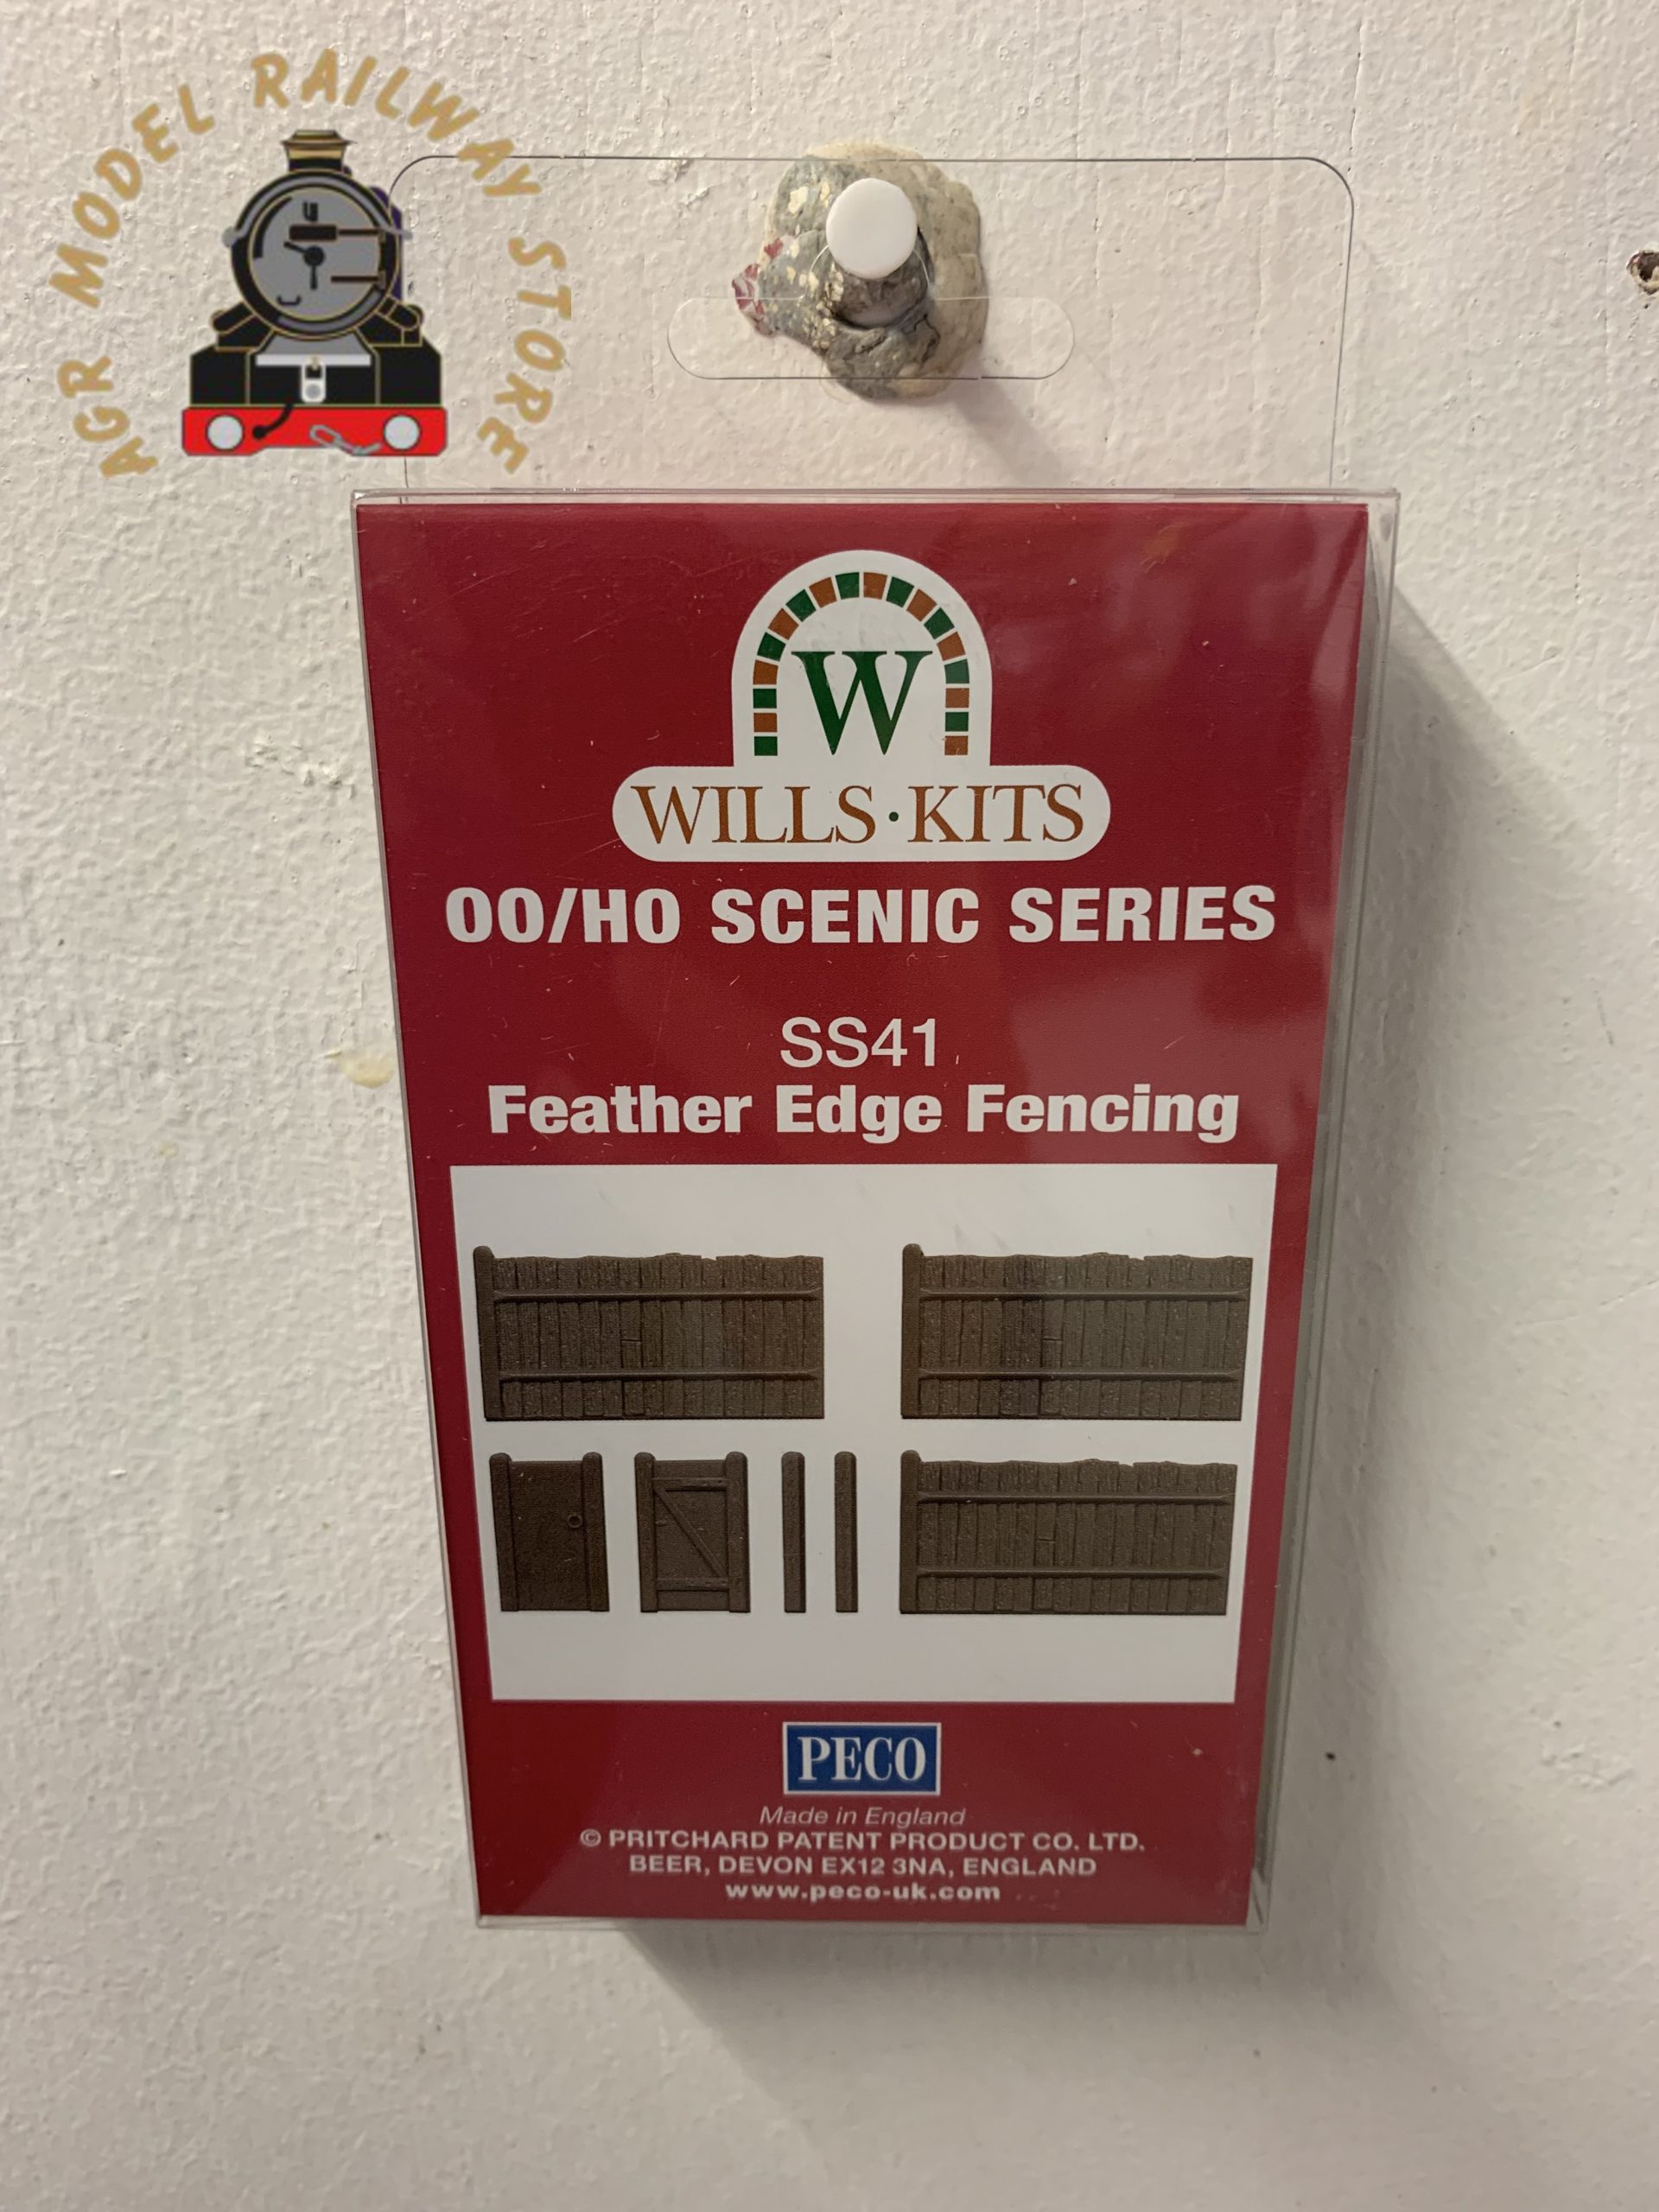 AGR MODEL RAILWAY STORE
W
WILLS·KITS
OO/HO SCENIC SERIES
SS41
Feather Edge Fencing
PECO
Made in England
© PRITCHARD PATENT PRODUCT CO. LTD.
BEER, DEVON EX12 3NA, ENGLAND
www.peco-uk.com